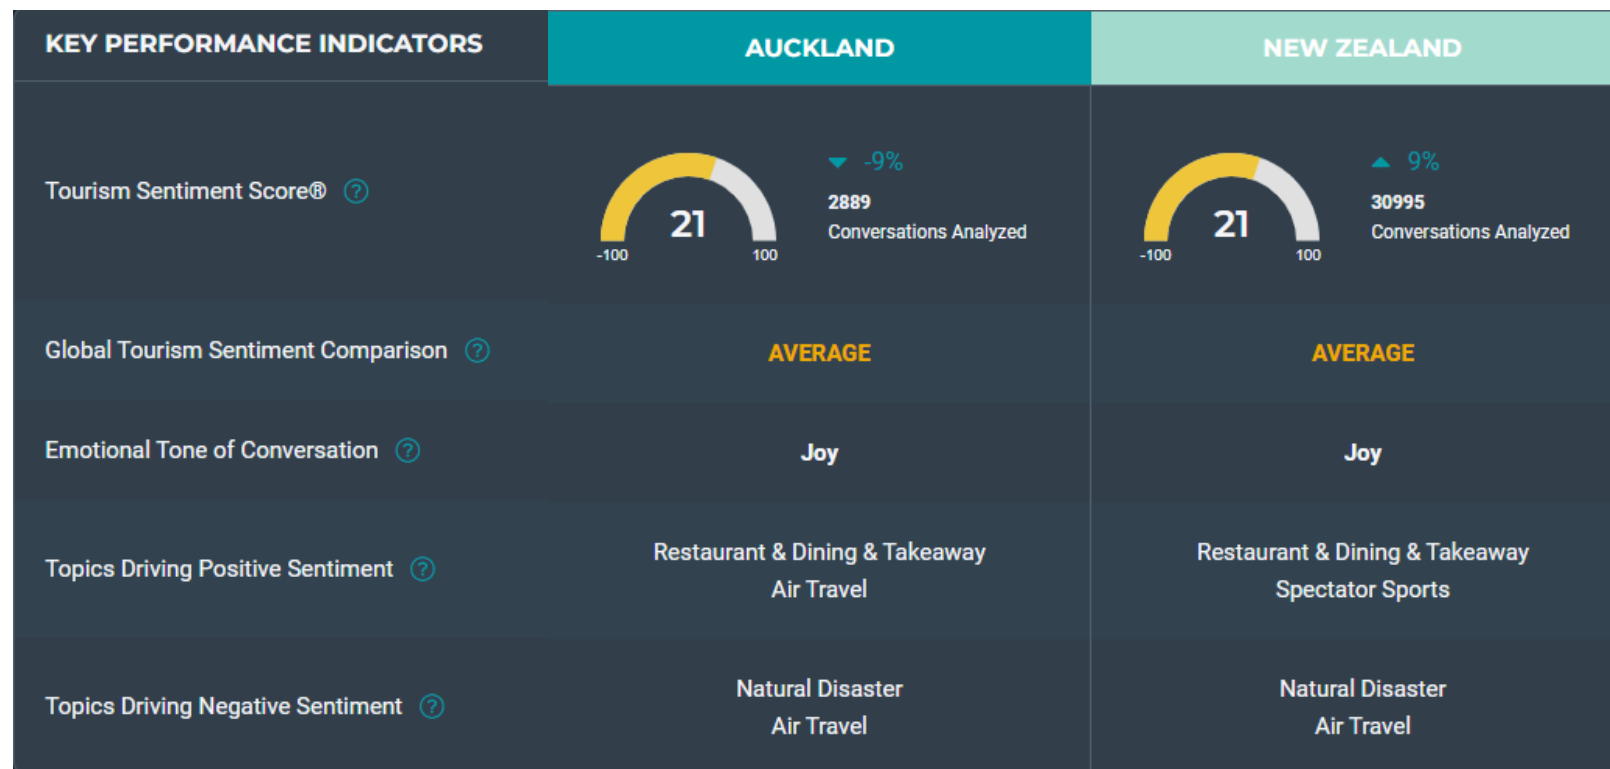 KEY PERFORMANCE INDICATORS
AUCKLAND
NEW ZEALAND
Tourism Sentiment Score® ?
21
-100
100
-9%
2889
Conversations Analyzed
21
-100
100
9%
30995
Conversations Analyzed
Global Tourism Sentiment Comparison ?
AVERAGE
AVERAGE
Emotional Tone of Conversation ?
Joy
Joy
Topics Driving Positive Sentiment ?
Restaurant & Dining & Takeaway
Air Travel
Restaurant & Dining & Takeaway
Spectator Sports
Topics Driving Negative Sentiment ?
Natural Disaster
Air Travel
Natural Disaster
Air Travel